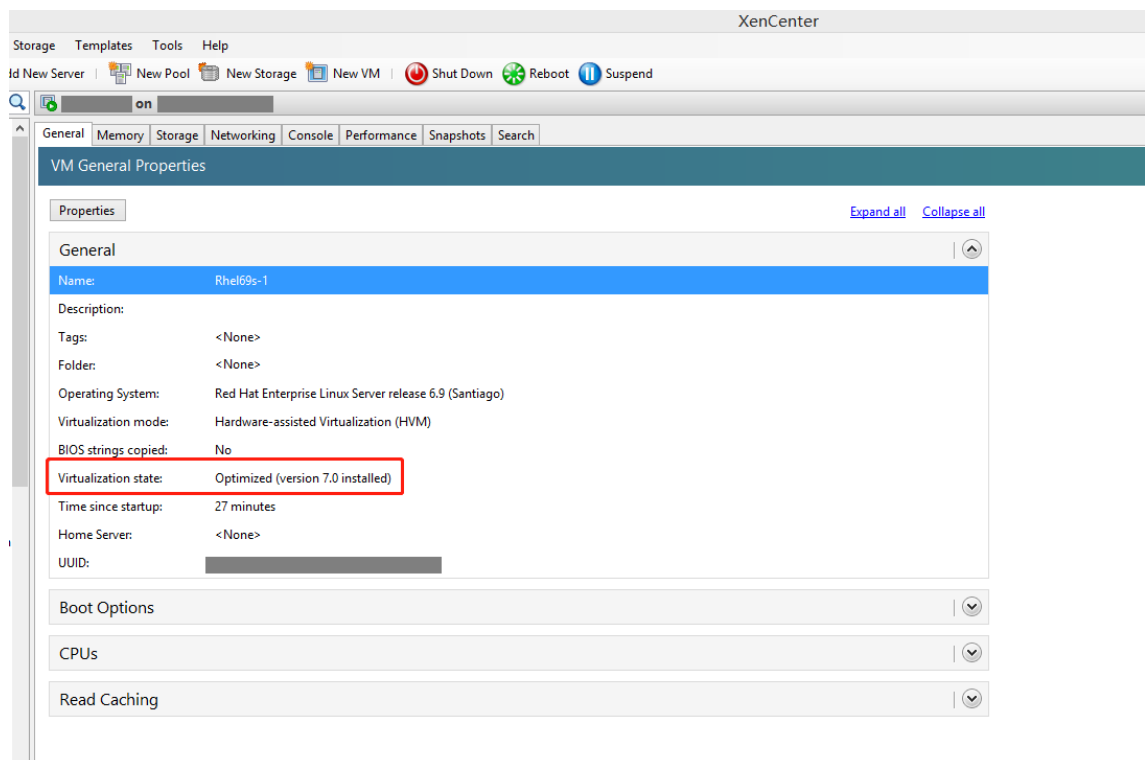 XenCenter
Storage Templates Tools Help
dd New Server New Pool New Storage New VM Shut Down Reboot Suspend
on
General Memory Storage Networking Console Performance Snapshots Search
VM General Properties
Properties Expand all Collapse all
General
Name: Rhel69s-1
Description:
Tags: <None>
Folder: <None>
Operating System: Red Hat Enterprise Linux Server release 6.9 (Santiago)
Virtualization mode: Hardware-assisted Virtualization (HVM)
BIOS strings copied: No
Virtualization state: Optimized (version 7.0 installed)
Time since startup: 27 minutes
Home Server: <None>
UUID:
Boot Options
CPUs
Read Caching